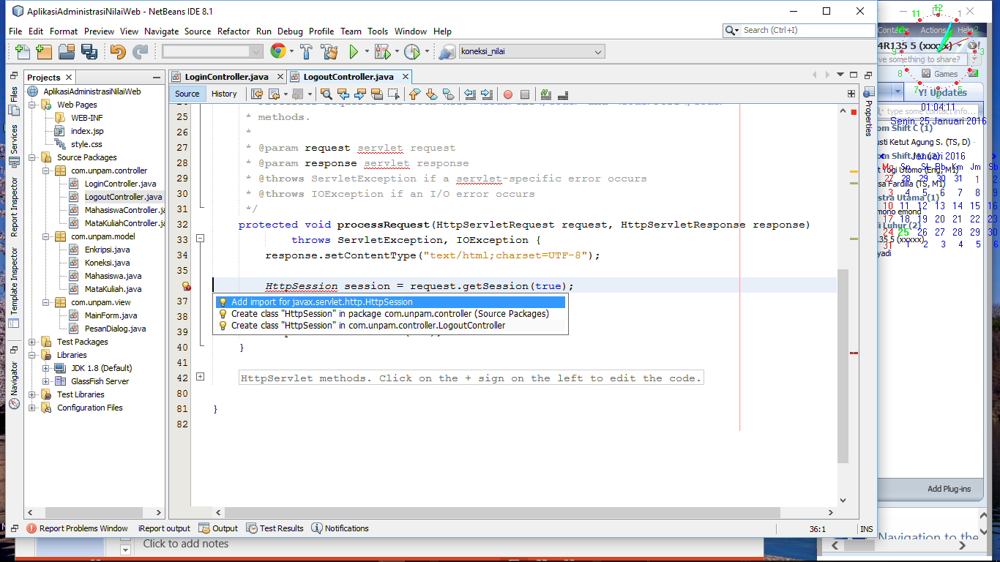 AplikasiAdministrasiNilaiWeb - NetBeans IDE 8.1
File Edit Format Preview View Navigate Source Refactor Run Debug Profile Team Tools Window Help
Search (Ctrl+I)
koneksi_nilai
Projects
LoginController.java
LogoutController.java
Source
History
Files
Services
Report Inspector
Template Inspector
Navigator
AplikasiAdministrasiNilaiWeb
Web Pages
WEB-INF
index.jsp
style.css
Source Packages
com.unpam.controller
LoginController.java
LogoutController.java
MahasiswaController.ja
MataKuliahController.ja
com.unpam.model
Enkripsi.java
Koneksi.java
Mahasiswa.java
MataKuliah.java
com.unpam.view
MainForm.java
PesanDialog.java
Test Packages
Libraries
JDK 1.8 (Default)
GlassFish Server
Test Libraries
Configuration Files
25 * methods.
26 *
27 * @param request servlet request
28 * @param response servlet response
29 * @throws ServletException if a servlet-specific error occurs
30 * @throws IOException if an I/O error occurs
31 */
32 protected void processRequest(HttpServletRequest request, HttpServletResponse response)
33 throws ServletException, IOException {
34 response.setContentType("text/html;charset=UTF-8");
35
HttpSession session = request.getSession(true);
37
Add import for javax.servlet.http.HttpSession
38
Create class "HttpSession" in package com.unpam.controller (Source Packages)
39
Create class "HttpSession" in com.unpam.controller.LogoutController
40 }
41
42 HttpServlet methods. Click on the + sign on the left to edit the code.
80
81 }
82
Properties
Report Problems Window
iReport output
Output
Test Results
Notifications
36:1
INS
Click to add notes
Contacts Actions Help
4R135 5 (xxxxx)
ve something to share?
Games
Y! Updates
12
11
1
2
3
5
6
7
8
01:04:11
type some contact info...
Senin, 25 Januari 2016
om Shift C (1)
usti Ketut Agung S. (TS, D) -
om Shift M1 (2)
Januari 2016
t Yogi Utomo (Eng, M1)
Mg Sn Sl Rb Km Jm Sb
27 28 29 30 31 1 2
sa Fardilla (TS, M1)
3 4 5 6 7 8 9
stra Utama (1)
10 11 12 13 14 15 16
mono emond
17 18 19 20 21 22 23
i Luhur (2)
24 25 26 27 28 29 30
135 5 (xxxxx)
31 1 2 3 4 5 6
yadi
Add Plug-ins
Navigation to the